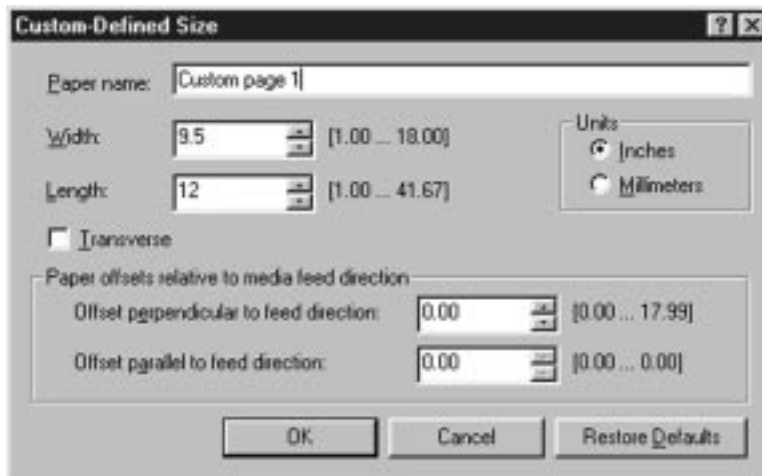 Custom-Defined Size
Paper name: Custom page 1
Width: 9.5 [1.00 ... 18.00]
Units
Inches
Length: 12 [1.00 ... 41.67]
Millimeters
Transverse
Paper offsets relative to media feed direction
Offset perpendicular to feed direction: 0.00 [0.00 ... 17.99]
Offset parallel to feed direction: 0.00 [0.00 ... 0.00]
OK Cancel Restore Defaults